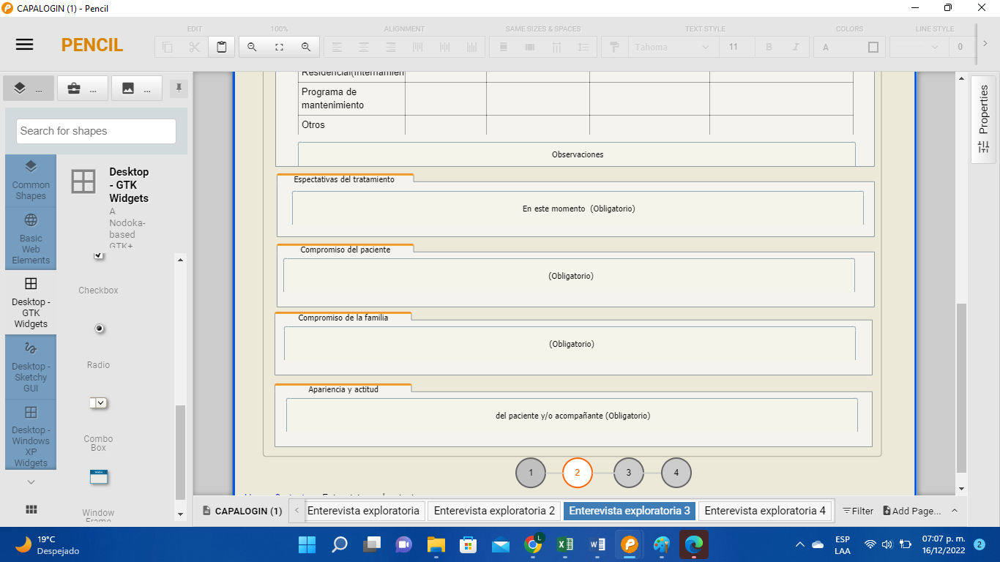 CAPALOGIN (1) - Pencil
PENCIL
EDIT
100%
ALIGNMENT
SAME SIZES & SPACES
TEXT STYLE
COLORS
LINE STYLE
Tahoma
11
B
I
A
0
...
...
...
Search for shapes
Common
Shapes
Basic
Web
Elements
Desktop -
GTK
Widgets
Desktop -
Sketchy
GUI
Desktop -
Windows
XP
Widgets
Desktop
- GTK
Widgets
A
Nodoka-
based
GTK+
Checkbox
Radio
Combo
Box
Window
Frame
Residencial(Internamien
Programa de
mantenimiento
Otros
Observaciones
Espectativas del tratamiento
En este momento (Obligatorio)
Compromiso del paciente
(Obligatorio)
Compromiso de la familia
(Obligatorio)
Apariencia y actitud
del paciente y/o acompañante (Obligatorio)
1
2
3
4
Properties
CAPALOGIN (1)
Enterevista exploratoria
Enterevista exploratoria 2
Enterevista exploratoria 3
Enterevista exploratoria 4
Filter
Add Page...
19°C
Despejado
L
ESP
LAA
07:07 p. m.
16/12/2022
2